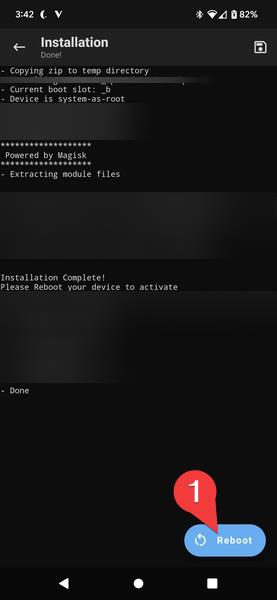 3:42 82%
Installation
Done!
- Copying zip to temp directory
- Current boot slot: _b
- Device is system-as-root
*******************
Powered by Magisk
*******************
- Extracting module files
Installation Complete!
Please Reboot your device to activate
- Done
1
Reboot